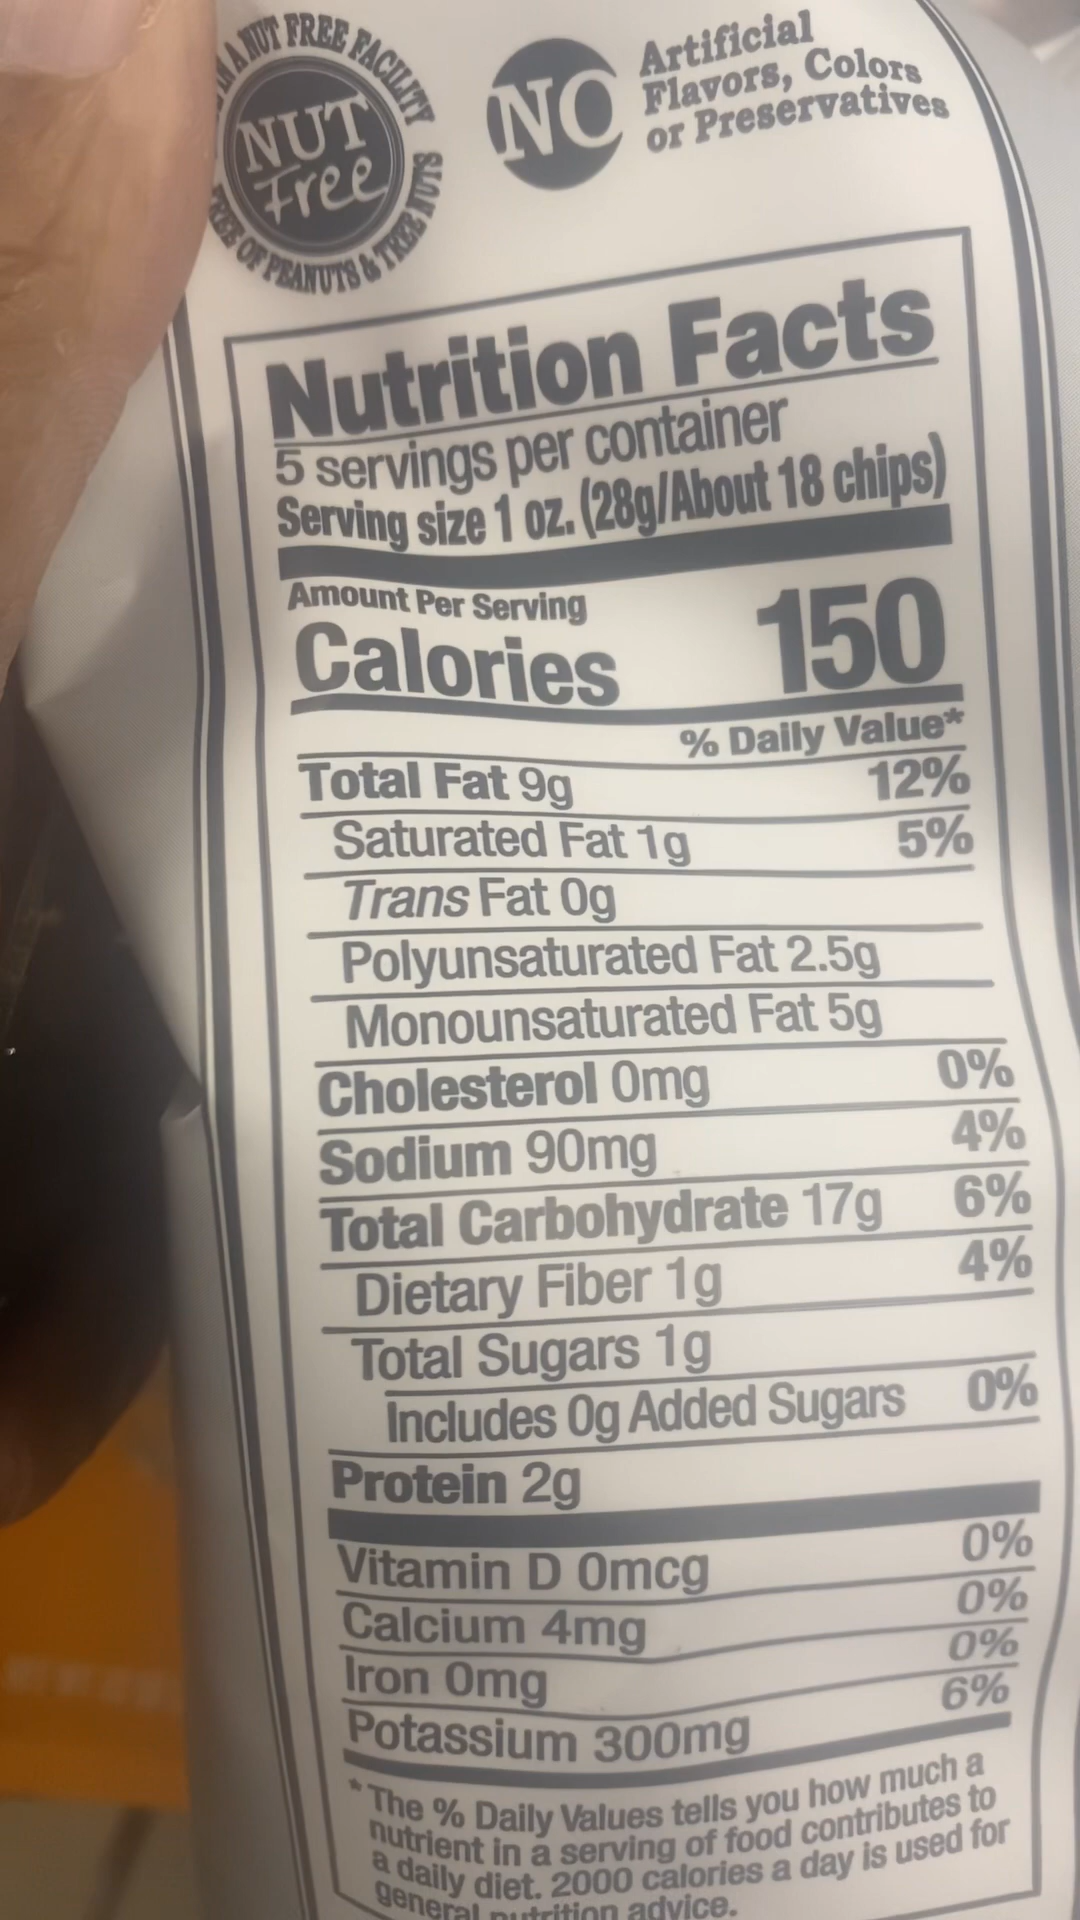 A NUT FREE FACILITY
NUT
Free
FREE OF PEANUTS & TREE NUTS
NO
Artificial
Flavors, Colors
or Preservatives
Nutrition Facts
5 servings per container
Serving size 1 oz. (28g/About 18 chips)
Amount Per Serving
Calories 150
% Daily Value*
Total Fat 9g 12%
Saturated Fat 1g 5%
Trans Fat 0g
Polyunsaturated Fat 2.5g
Monounsaturated Fat 5g
Cholesterol 0mg 0%
Sodium 90mg 4%
Total Carbohydrate 17g 6%
Dietary Fiber 1g 4%
Total Sugars 1g
Includes 0g Added Sugars 0%
Protein 2g
Vitamin D 0mcg 0%
Calcium 4mg 0%
Iron 0mg 0%
Potassium 300mg 6%
*The % Daily Values tells you how much a
nutrient in a serving of food contributes to
a daily diet. 2000 calories a day is used for
general nutrition advice.